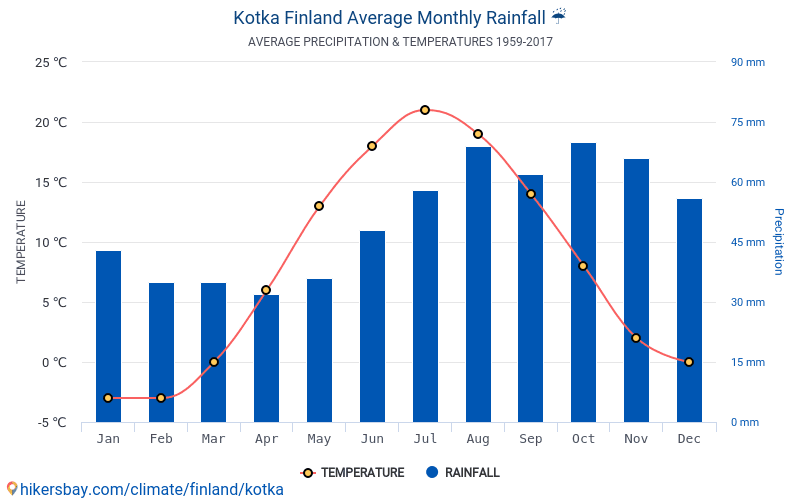 Kotka Finland Average Monthly Rainfall ☔
AVERAGE PRECIPITATION & TEMPERATURES 1959-2017
25 °C 90 mm
20 °C 75 mm
15 °C 60 mm
10 °C 45 mm
5 °C 30 mm
0 °C 15 mm
-5 °C 0 mm
TEMPERATURE
Precipitation
Jan Feb Mar Apr May Jun Jul Aug Sep Oct Nov Dec
TEMPERATURE RAINFALL
hikersbay.com/climate/finland/kotka